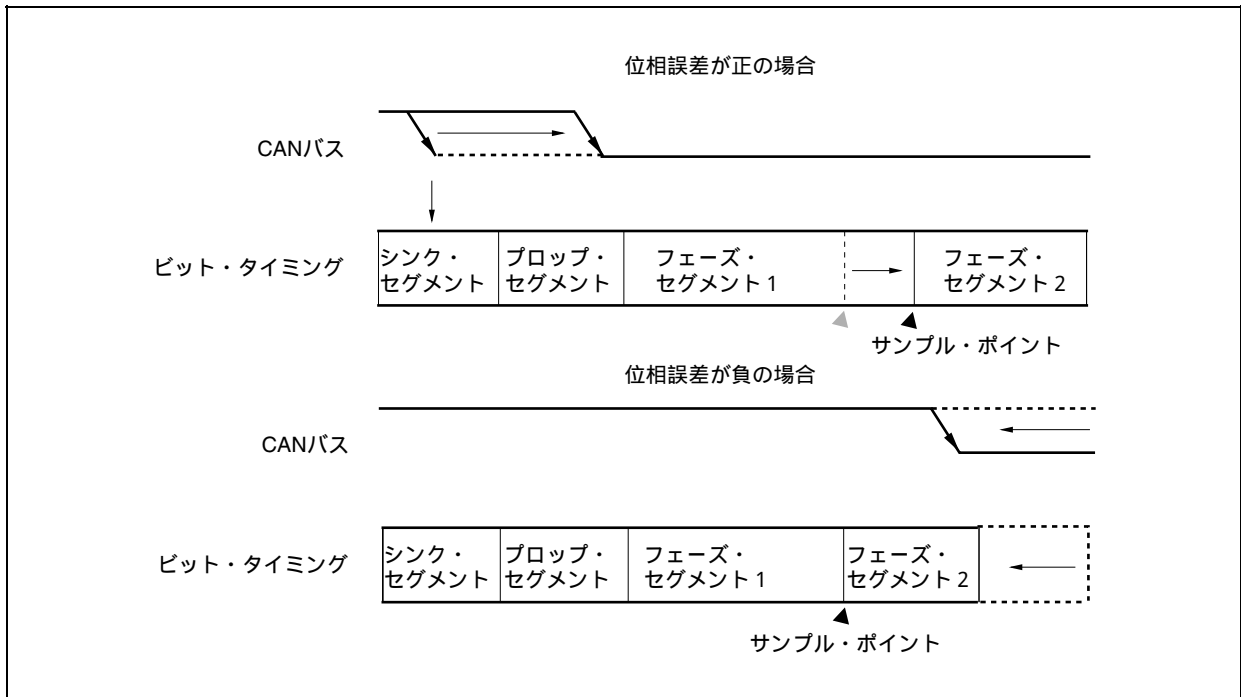 位相誤差が正の場合
CANバス
ビット・タイミング
シンク・
セグメント
プロップ・
セグメント
フェーズ・
セグメント 1
フェーズ・
セグメント 2
サンプル・ポイント
位相誤差が負の場合
CANバス
ビット・タイミング
シンク・
セグメント
プロップ・
セグメント
フェーズ・
セグメント 1
フェーズ・
セグメント 2
サンプル・ポイント